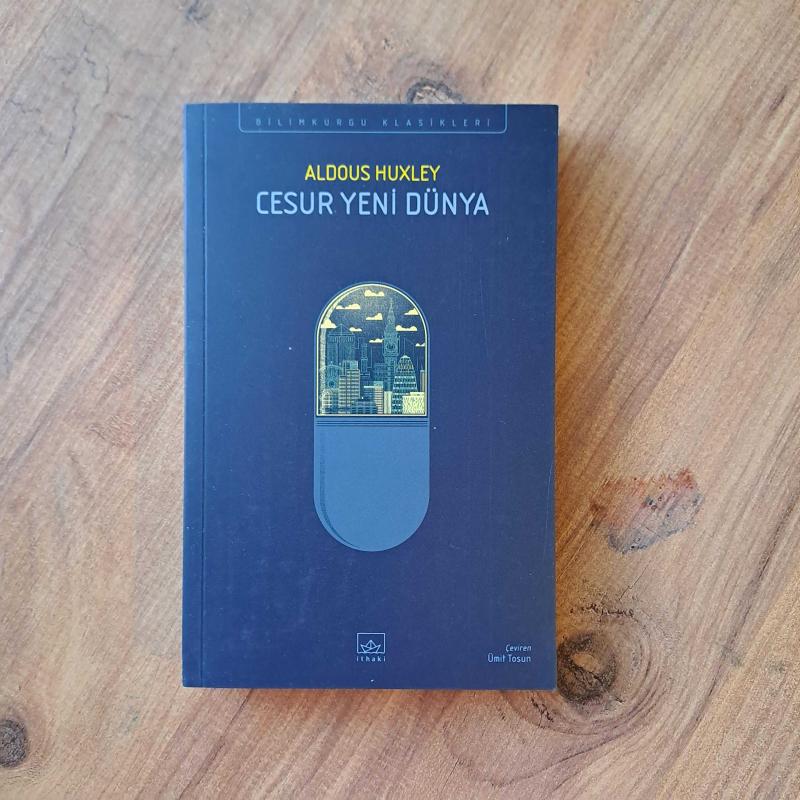 BİLİMKURGU KLASİKLERİ
ALDOUS HUXLEY
CESUR YENİ DÜNYA
ithaki
Çeviren
Ümit Tosun